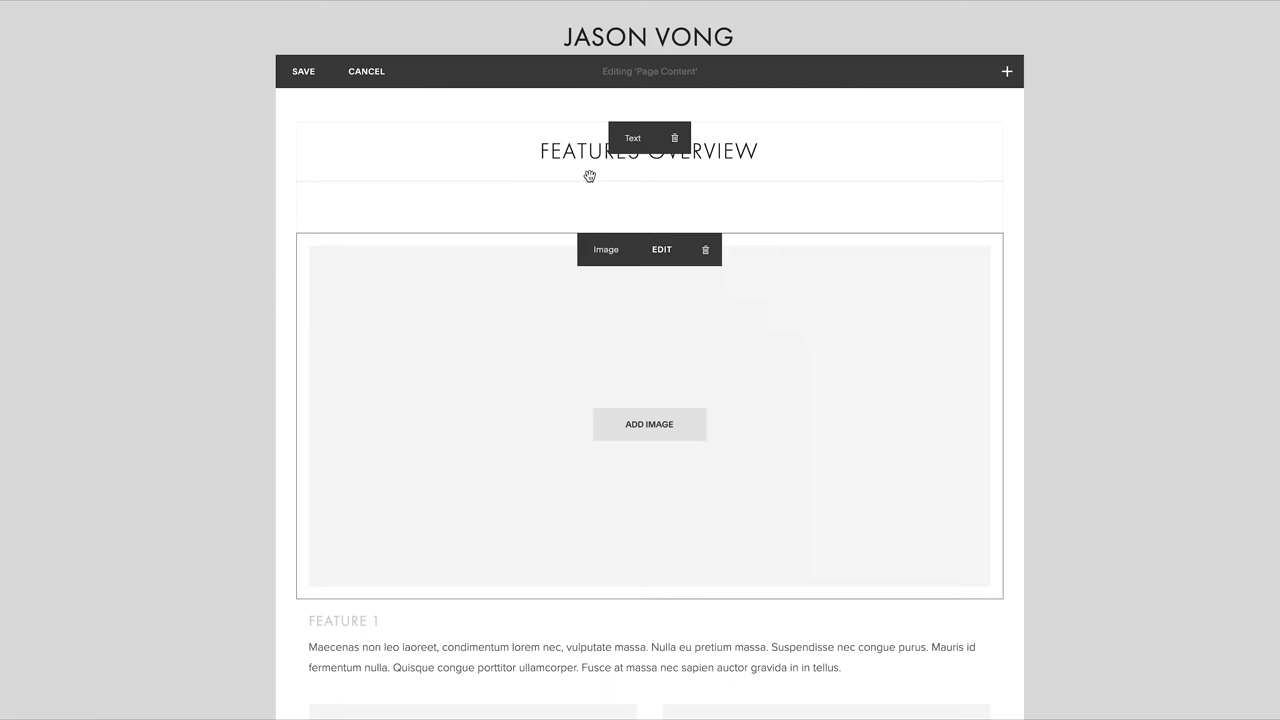 JASON VONG
SAVE CANCEL Editing 'Page Content' +
Text
FEATURES OVERVIEW
Image EDIT
ADD IMAGE
FEATURE 1
Maecenas non leo laoreet, condimentum lorem nec, vulputate massa. Nulla eu pretium massa. Suspendisse nec congue purus. Mauris id
fermentum nulla. Quisque congue porttitor ullamcorper. Fusce at massa nec sapien auctor gravida in in tellus.